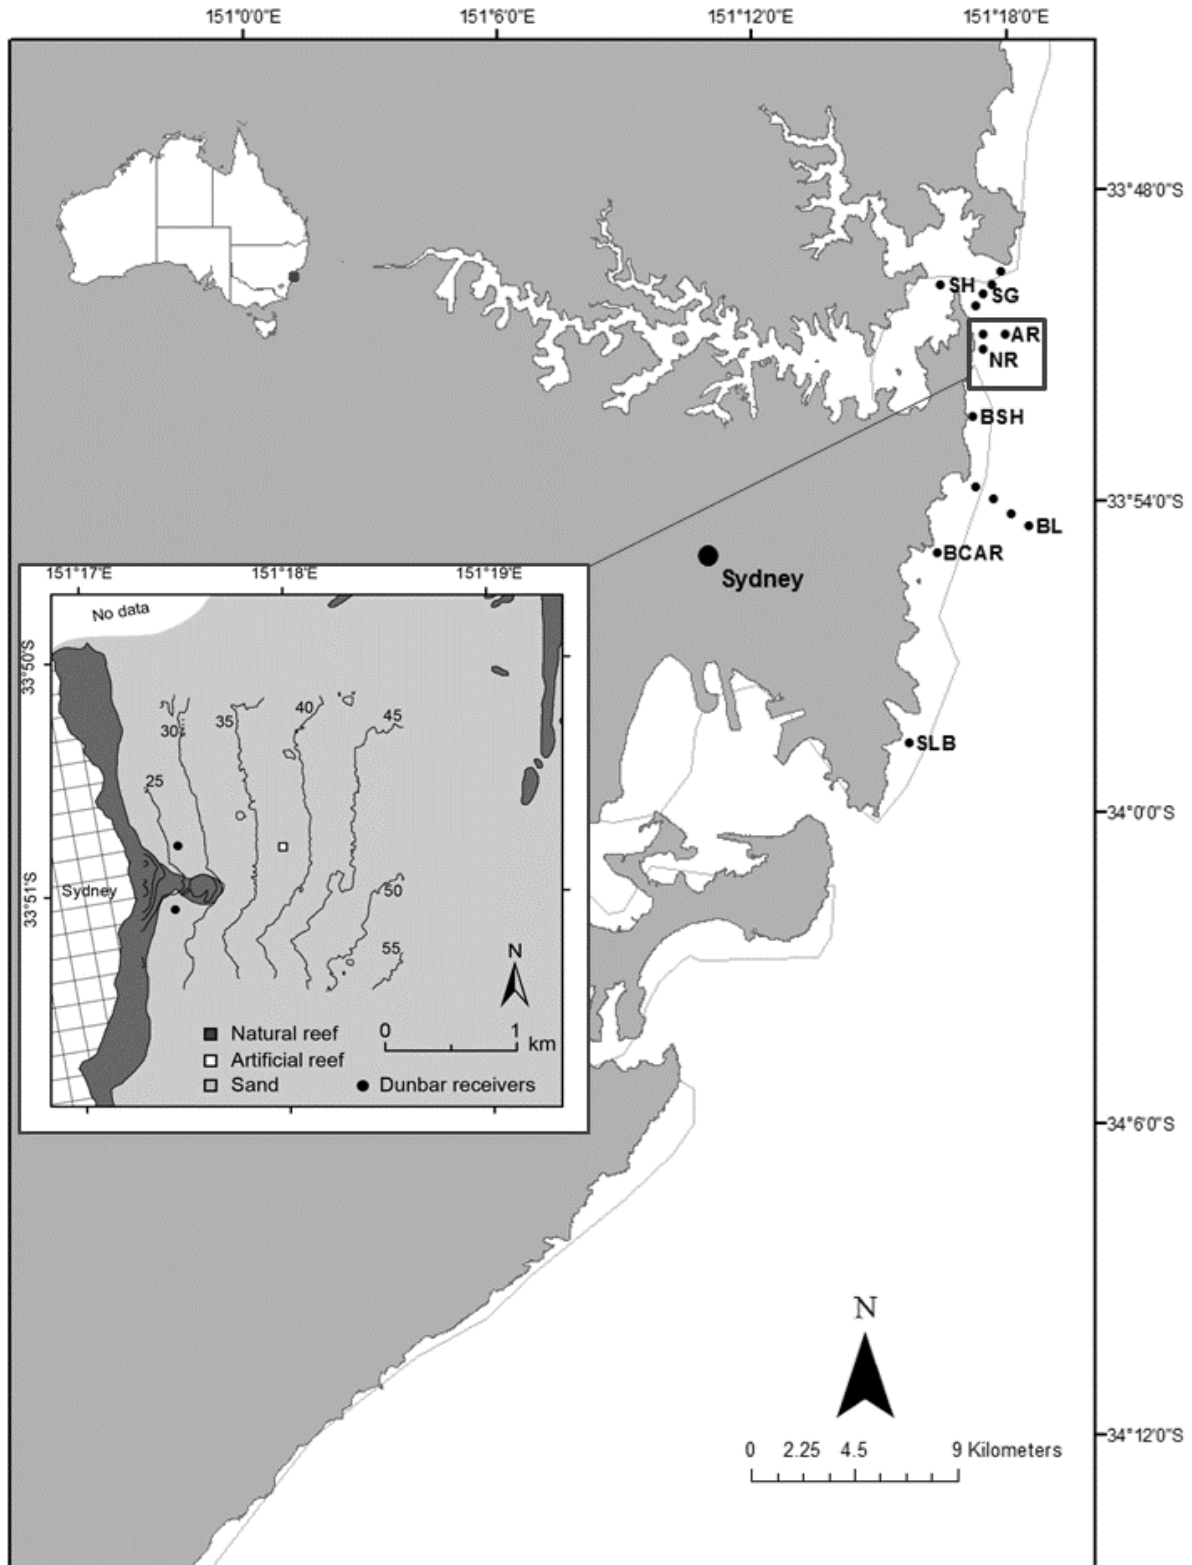 151°0'0"E
151°6'0"E
151°12'0"E
151°18'0"E
33°48'0"S
SH
SG
AR
NR
BSH
33°54'0"S
BL
BCAR
Sydney
SLB
34°0'0"S
34°6'0"S
34°12'0"S
151°17'E
151°18'E
151°19'E
No data
33°50'S
30
35
40
45
25
Sydney
33°51'S
50
55
N
Natural reef
Artificial reef
Sand
Dunbar receivers
0 1
km
N
0 2.25 4.5 9 Kilometers